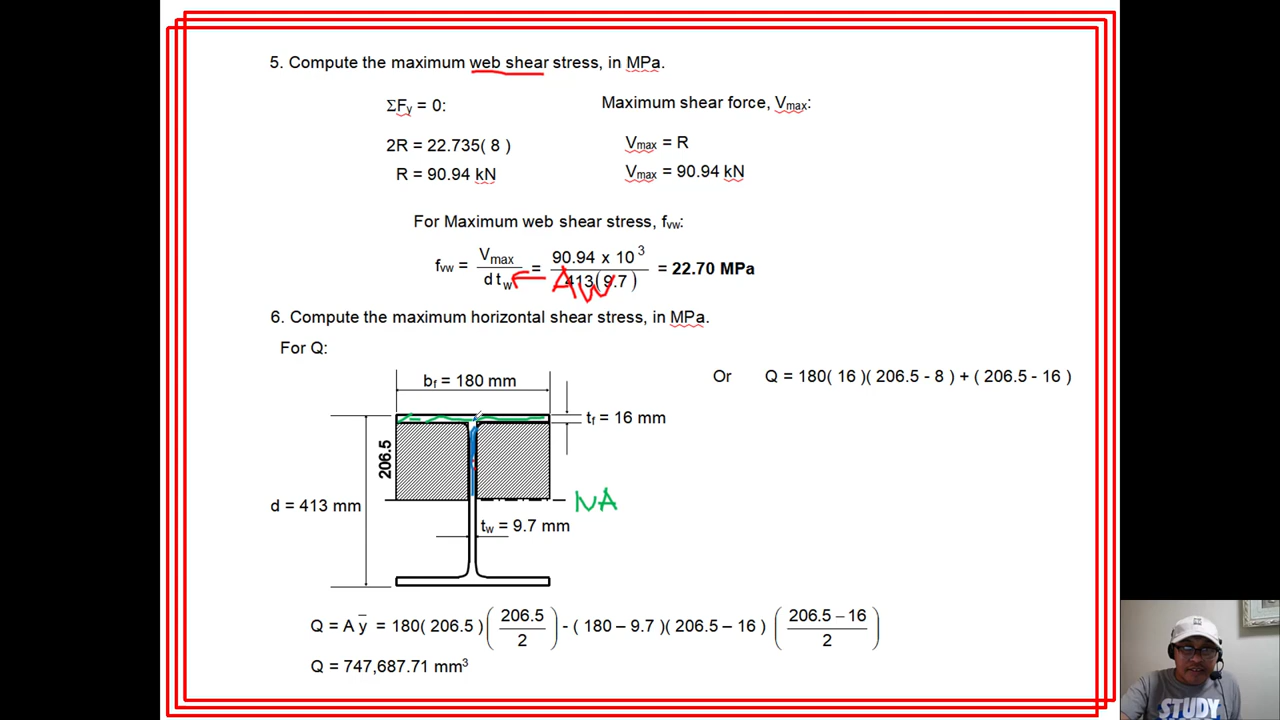 5. Compute the maximum web shear stress, in MPa.
ΣFy = 0:
Maximum shear force, Vmax:
2R = 22.735( 8 )
Vmax = R
R = 90.94 kN
Vmax = 90.94 kN
For Maximum web shear stress, fvw:
fvw = Vmax / d tw = 90.94 x 10³ / 413( 9.7 ) = 22.70 MPa
AW
6. Compute the maximum horizontal shear stress, in MPa.
For Q:
bf = 180 mm
Or Q = 180( 16 )( 206.5 - 8 ) + ( 206.5 - 16 )
tf = 16 mm
206.5
d = 413 mm
NA
tw = 9.7 mm
Q = A y̅ = 180( 206.5 ) ( 206.5 / 2 ) - ( 180 – 9.7 )( 206.5 – 16 ) ( 206.5 – 16 / 2 )
Q = 747,687.71 mm³
STUDY